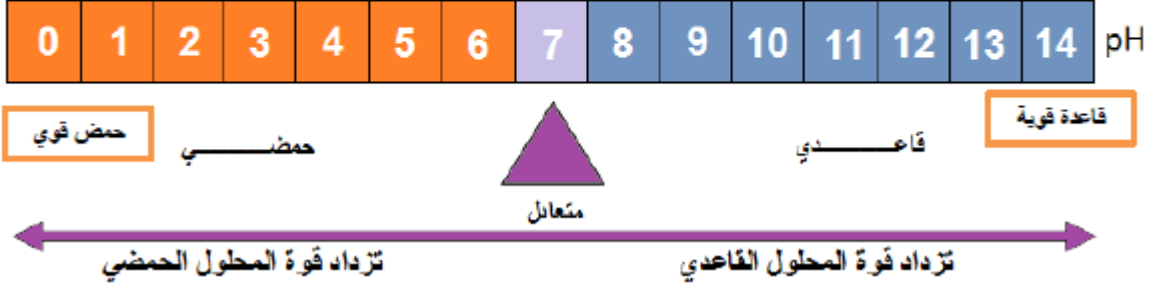 0 1 2 3 4 5 6 7 8 9 10 11 12 13 14 pH
قاعدة قوية
حمض قوي
قاعـــــدي
حمضـــــــي
متعادل
تزداد قوة المحلول القاعدي
تزداد قوة المحلول الحمضي